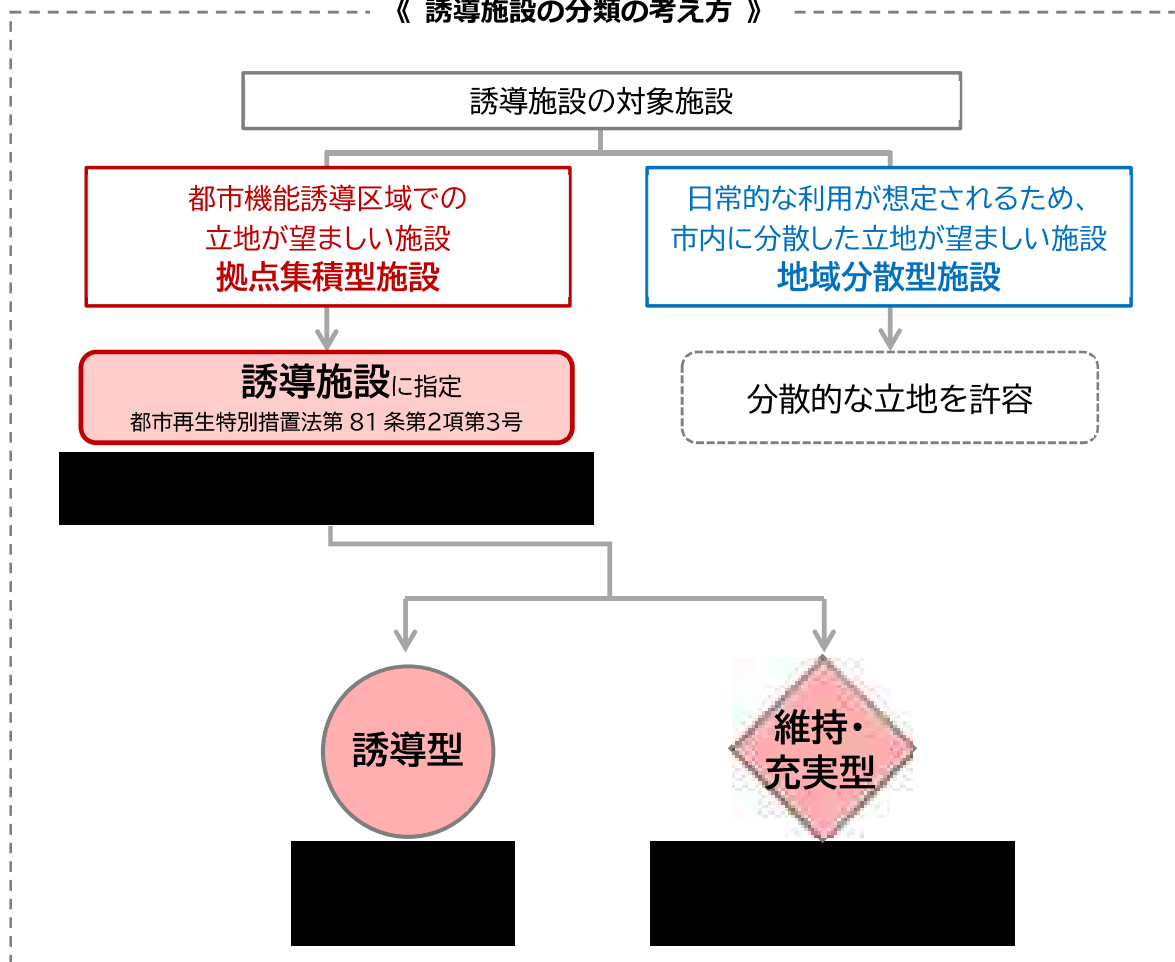 《 誘導施設の分類の考え方 》
誘導施設の対象施設
都市機能誘導区域での
立地が望ましい施設
拠点集積型施設
日常的な利用が想定されるため、
市内に分散した立地が望ましい施設
地域分散型施設
誘導施設に指定
都市再生特別措置法第 81 条第2項第3号
分散的な立地を許容
誘導型
維持・
充実型